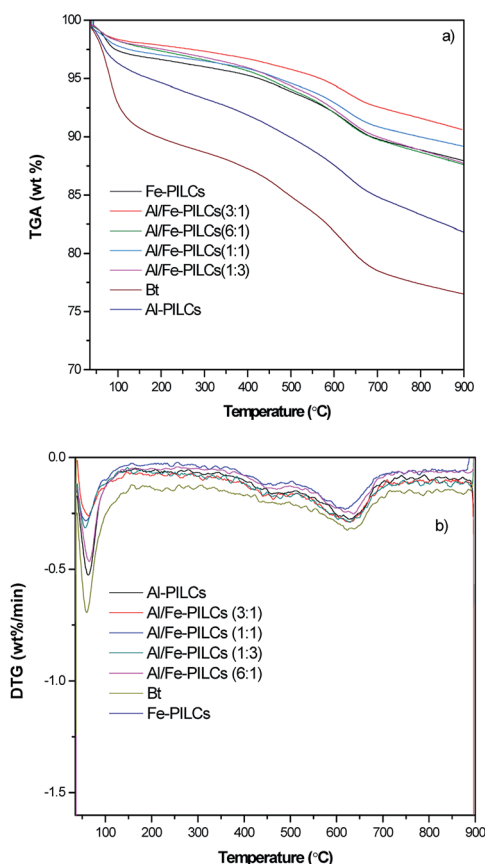 a)
100
95
90
85
80
75
70
TGA (wt %)
Fe-PILCs
Al/Fe-PILCs(3:1)
Al/Fe-PILCs(6:1)
Al/Fe-PILCs(1:1)
Al/Fe-PILCs(1:3)
Bt
Al-PILCs
100 200 300 400 500 600 700 800 900
Temperature (°C)
b)
0.0
-0.5
-1.0
-1.5
DTG (wt%/min)
Al-PILCs
Al/Fe-PILCs (3:1)
Al/Fe-PILCs (1:1)
Al/Fe-PILCs (1:3)
Al/Fe-PILCs (6:1)
Bt
Fe-PILCs
100 200 300 400 500 600 700 800 900
Temperature (°C)